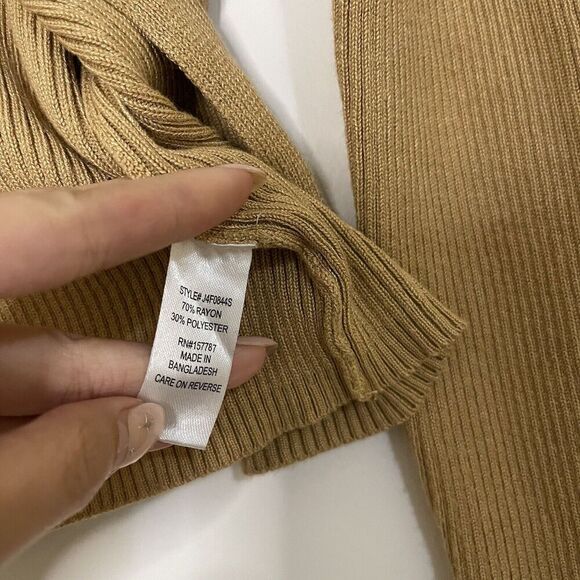 STYLE# J4F0844S
70% RAYON
30% POLYESTER
RN#157787
MADE IN
BANGLADESH
CARE ON REVERSE